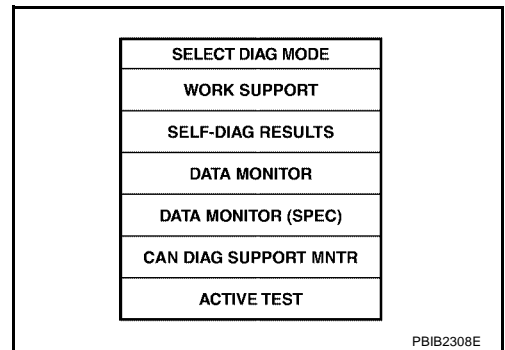 SELECT DIAG MODE
WORK SUPPORT
SELF-DIAG RESULTS
DATA MONITOR
DATA MONITOR (SPEC)
CAN DIAG SUPPORT MNTR
ACTIVE TEST
PBIB2308E